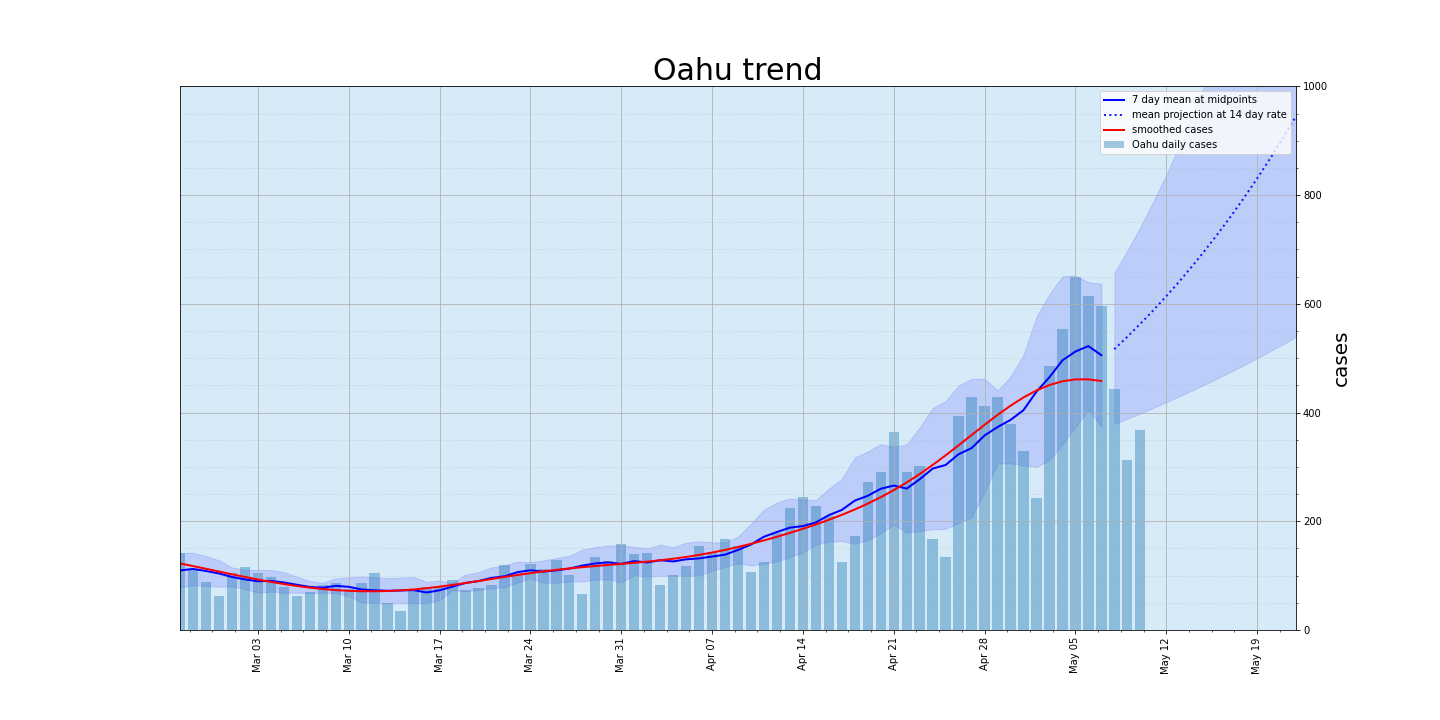 Oahu trend
7 day mean at midpoints
mean projection at 14 day rate
smoothed cases
Oahu daily cases
1000
800
600
400
200
0
cases
Mar 03
Mar 10
Mar 17
Mar 24
Mar 31
Apr 07
Apr 14
Apr 21
Apr 28
May 05
May 12
May 19